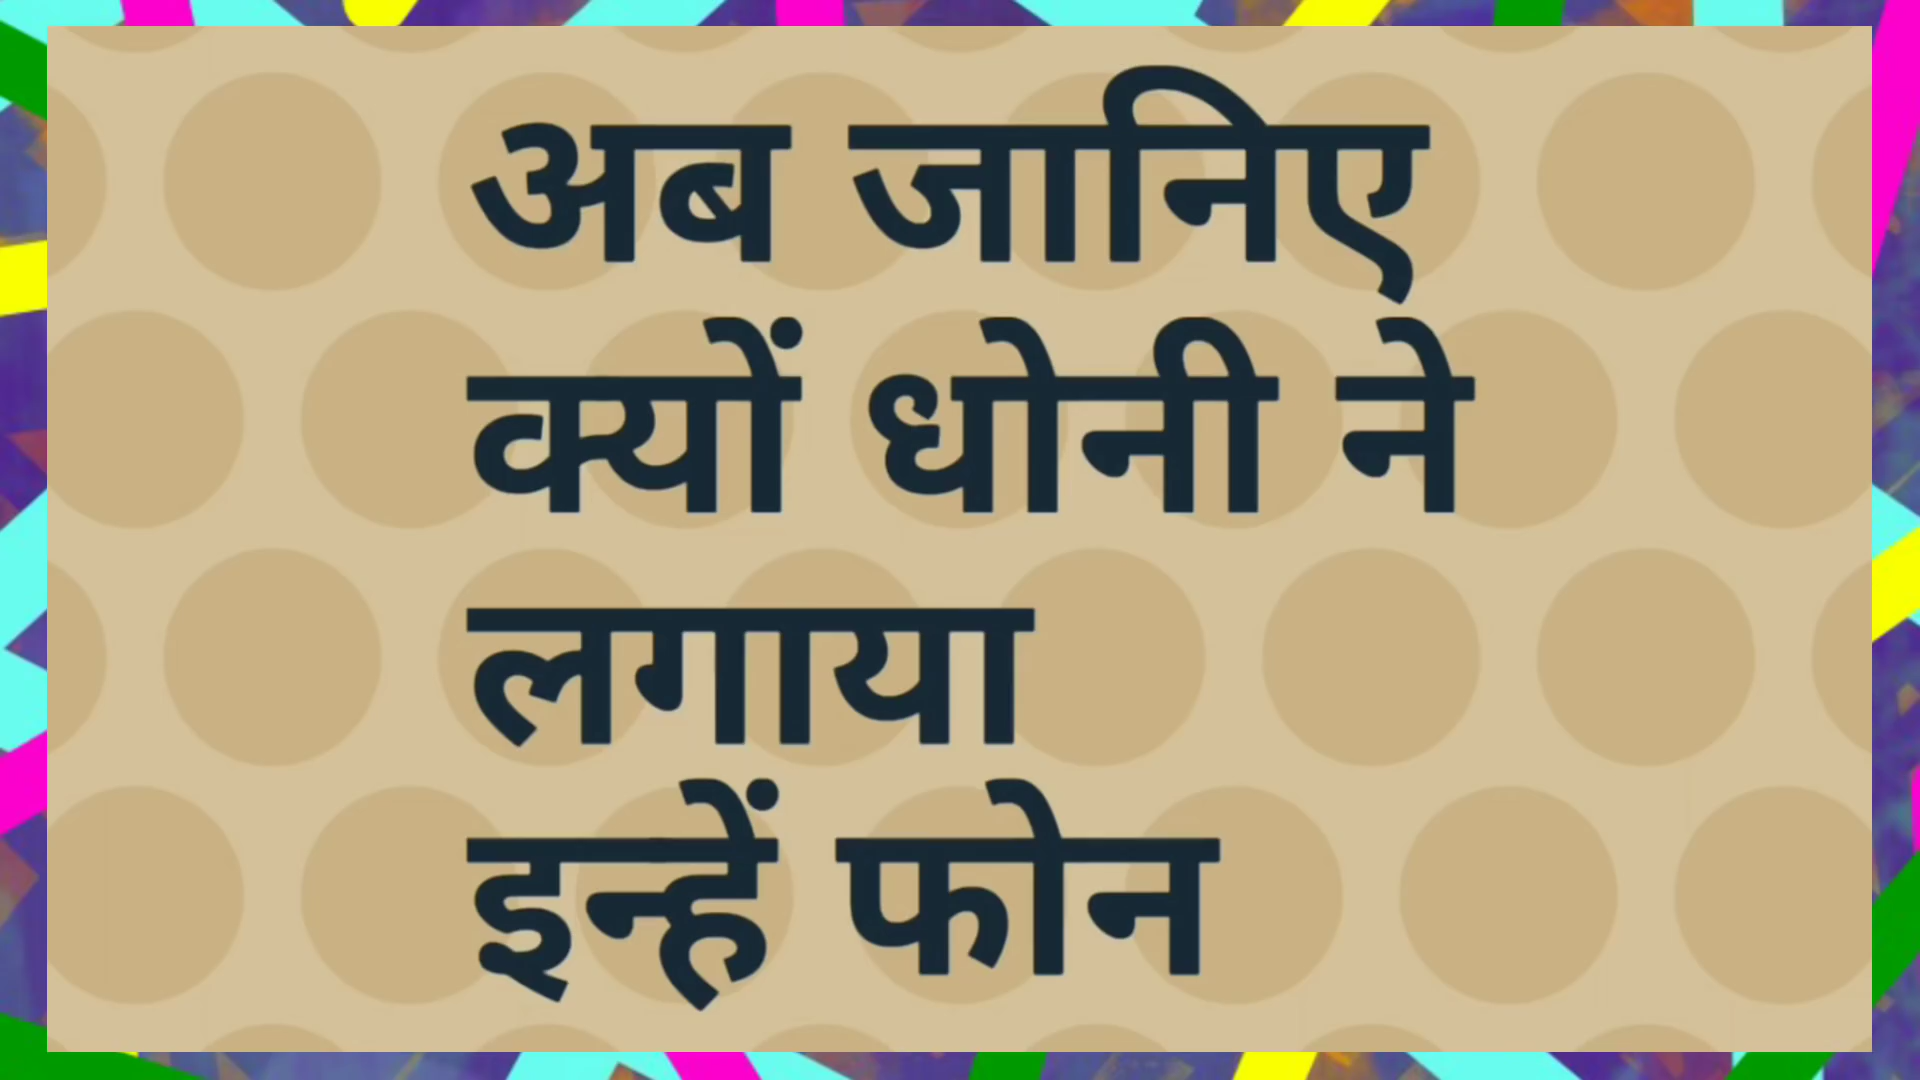 अब जानिए
क्यों धोनी ने
लगाया
इन्हें फोन